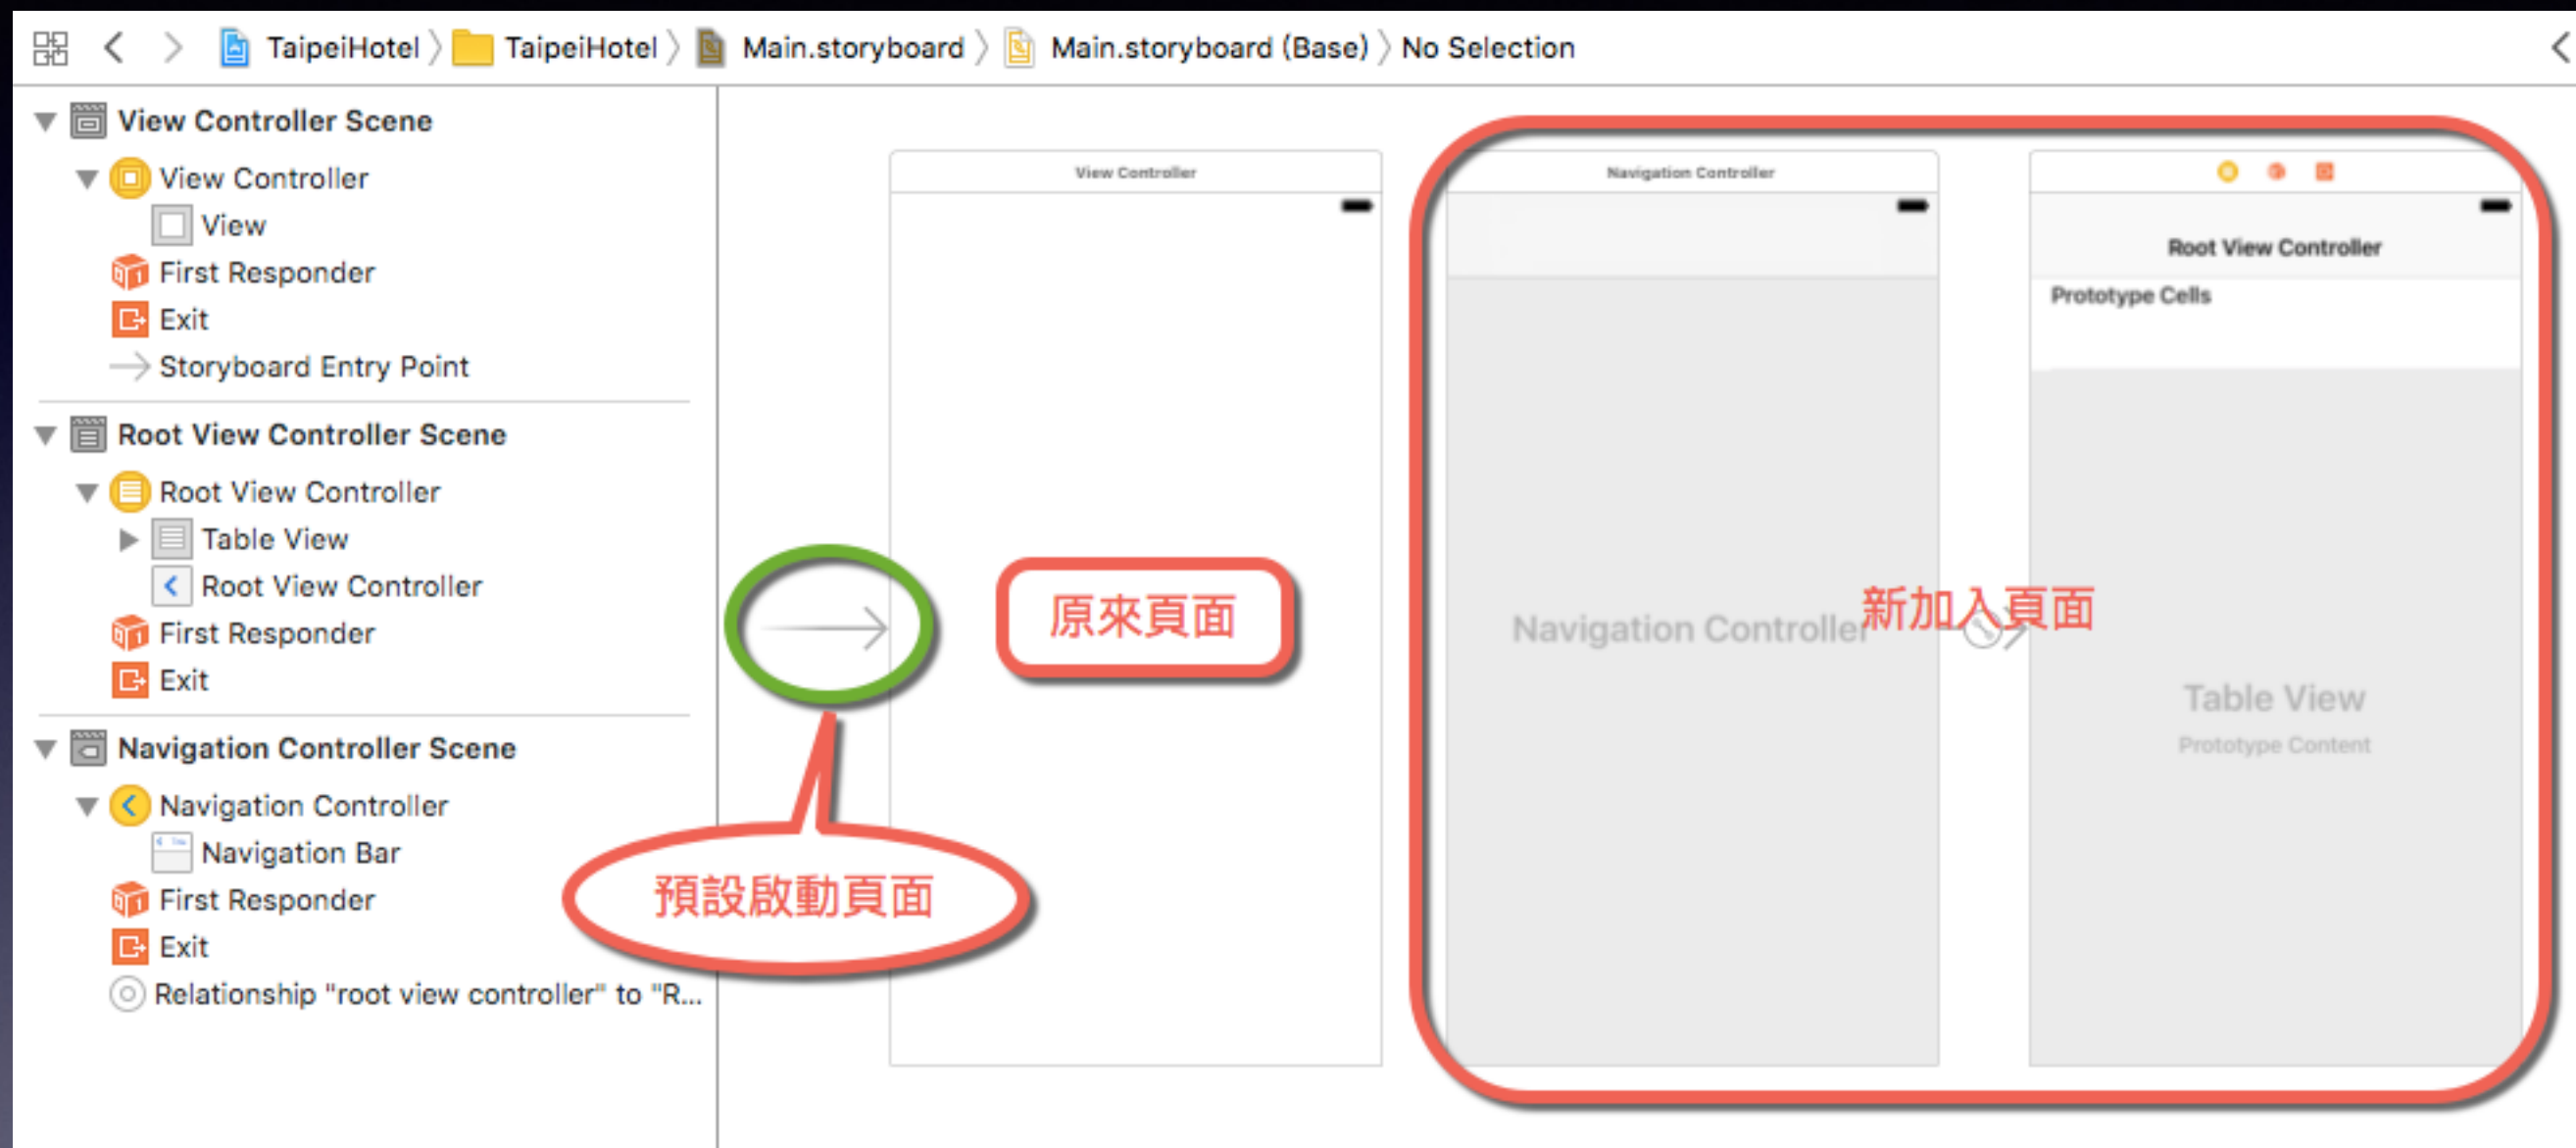 TaipeiHotel TaipeiHotel Main.storyboard Main.storyboard (Base) No Selection
View Controller Scene
View Controller
View
First Responder
Exit
Storyboard Entry Point
Root View Controller Scene
Root View Controller
Table View
Root View Controller
First Responder
Exit
Navigation Controller Scene
Navigation Controller
Navigation Bar
First Responder
Exit
Relationship "root view controller" to "R...
View Controller
原來頁面
預設啟動頁面
Navigation Controller
Navigation Controller
新加入頁面
Root View Controller
Prototype Cells
Table View
Prototype Content